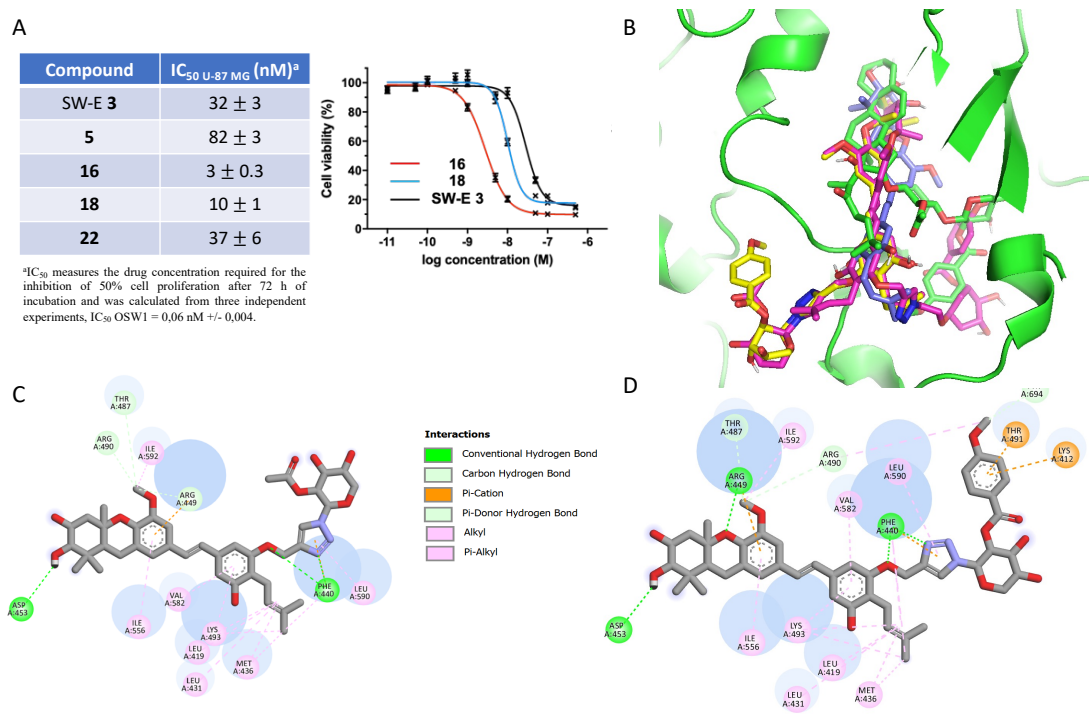 A
B
Compound IC50 U-87 MG (nM)a
SW-E 3 32 ± 3
5 82 ± 3
16 3 ± 0.3
18 10 ± 1
22 37 ± 6
aIC50 measures the drug concentration required for the
inhibition of 50% cell proliferation after 72 h of
incubation and was calculated from three independent
experiments, IC50 OSW1 = 0,06 nM +/- 0,004.
Cell viability (%)
100
80
60
40
20
0
16
18
SW-E 3
-11 -10 -9 -8 -7 -6
log concentration (M)
C
THR
A:487
ARG
A:490
ILE
A:592
ARG
A:449
ASP
A:453
ILE
A:556
VAL
A:582
LYS
A:493
LEU
A:419
LEU
A:431
MET
A:436
PHE
A:440
LEU
A:590
Interactions
Conventional Hydrogen Bond
Carbon Hydrogen Bond
Pi-Cation
Pi-Donor Hydrogen Bond
Alkyl
Pi-Alkyl
D
A:694
THR
A:487
ILE
A:592
ARG
A:490
ARG
A:449
LEU
A:590
THR
A:491
LYS
A:412
VAL
A:582
PHE
A:440
ASP
A:453
ILE
A:556
LYS
A:493
LEU
A:419
LEU
A:431
MET
A:436